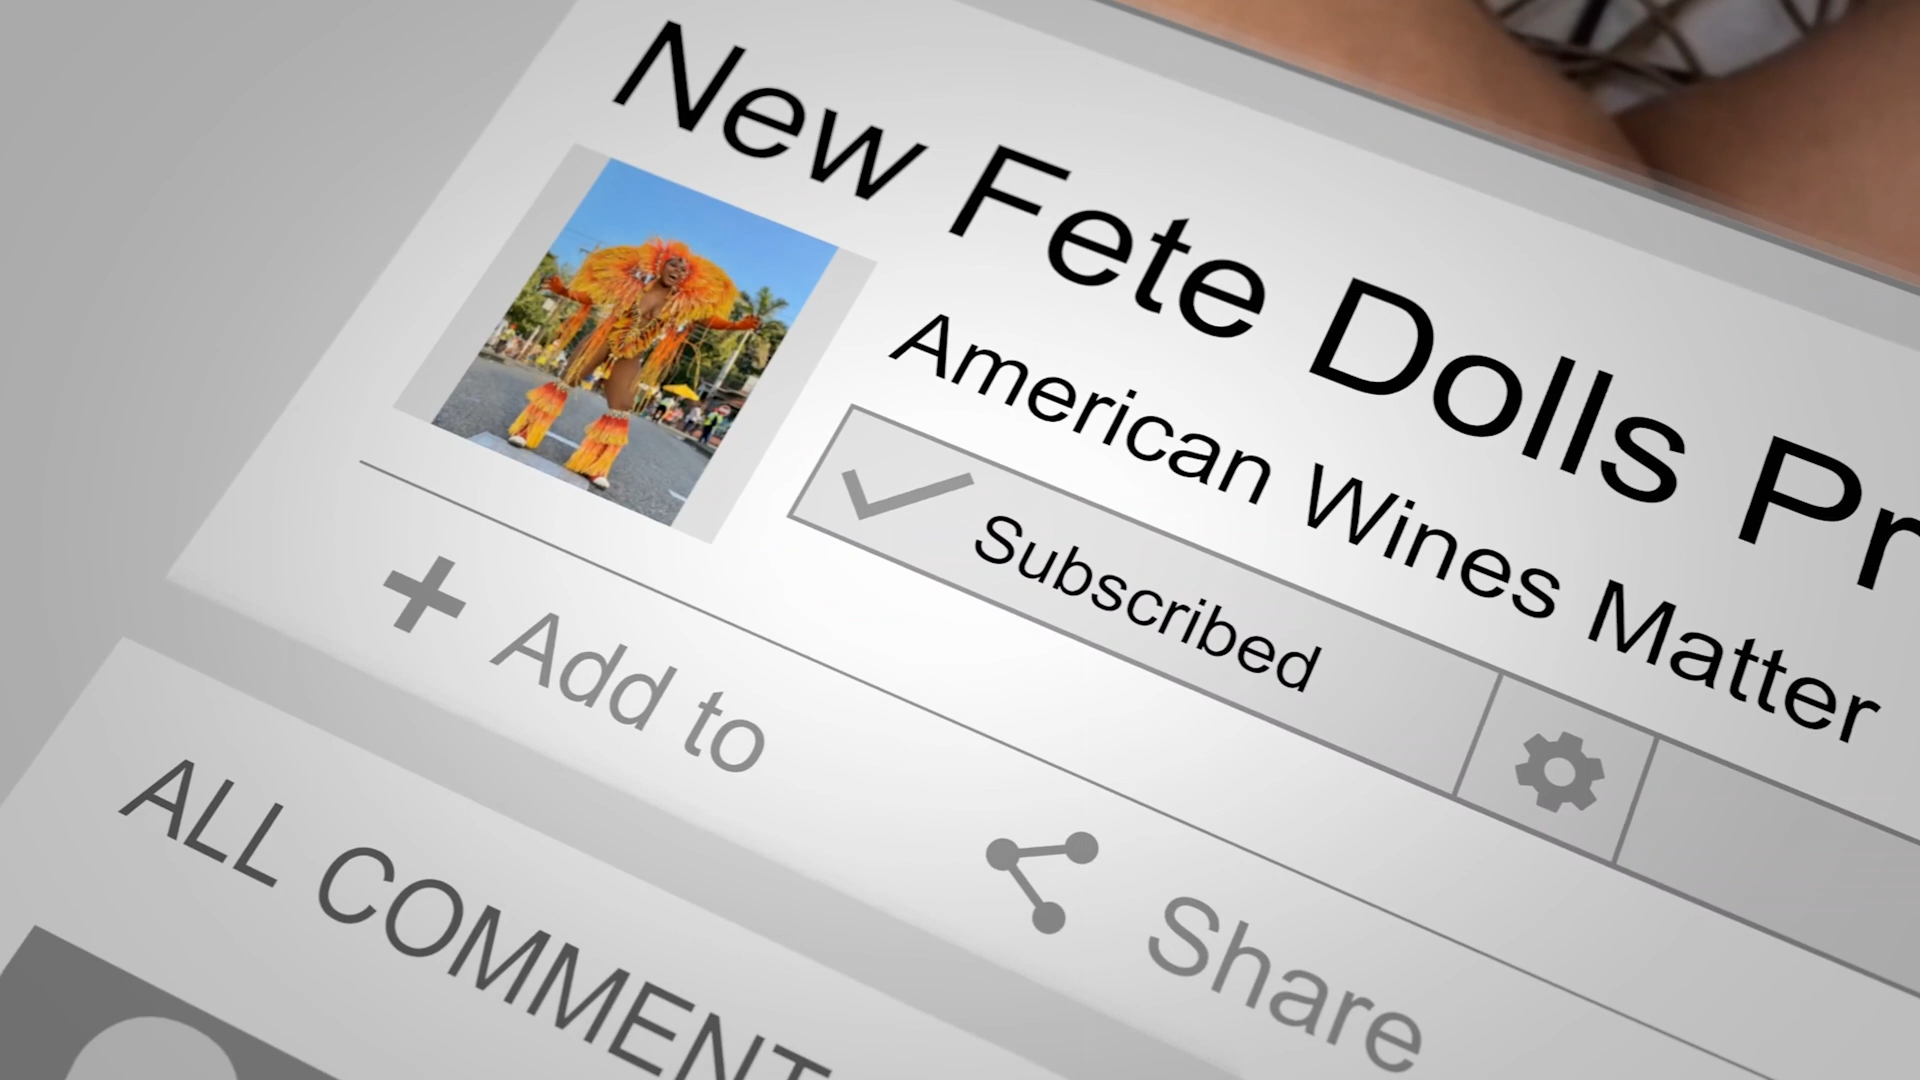 New Fete Dolls Pr
American Wines Matter
Subscribed
Add to
Share
ALL COMMENT